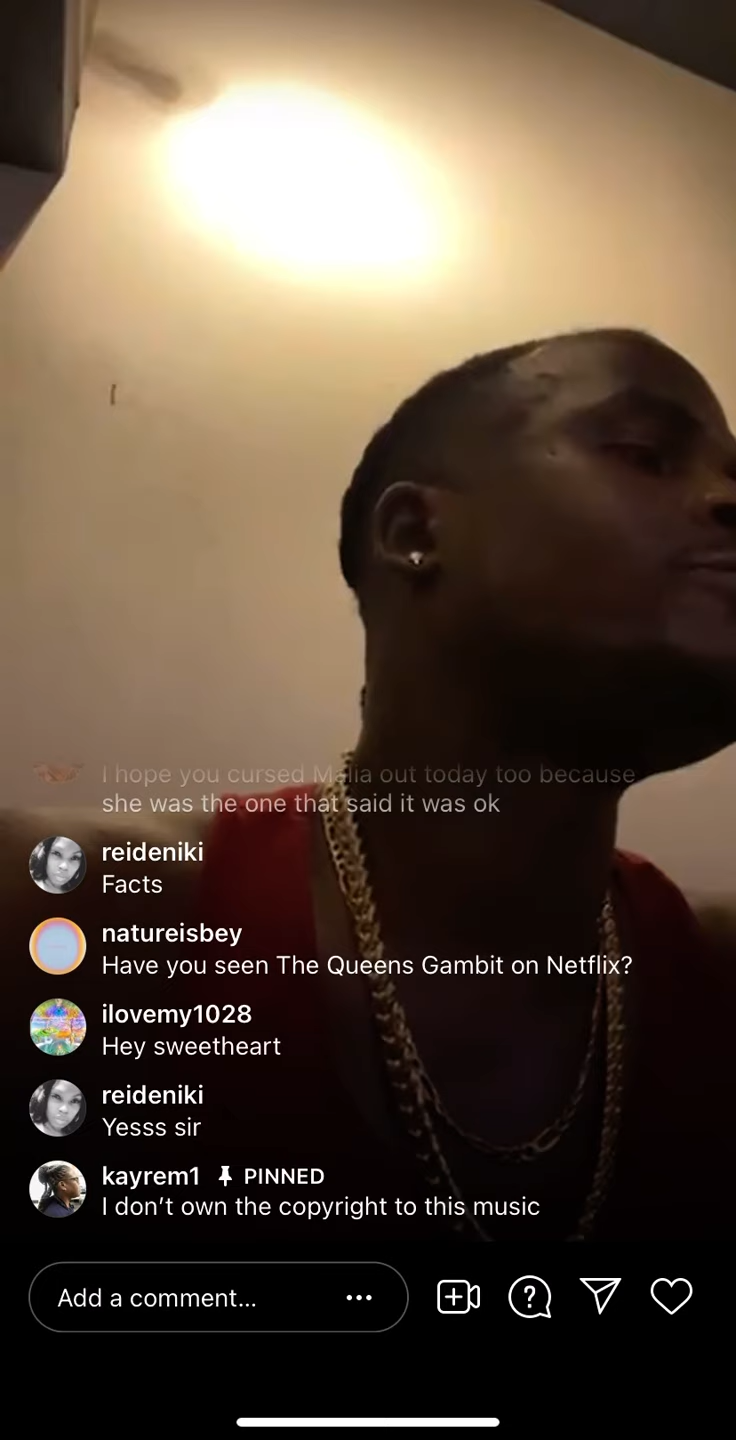 I hope you cursed Malia out today too because
she was the one that said it was ok
reideniki
Facts
natureisbey
Have you seen The Queens Gambit on Netflix?
ilovemy1028
Hey sweetheart
reideniki
Yesss sir
kayrem1 PINNED
I don’t own the copyright to this music
Add a comment...